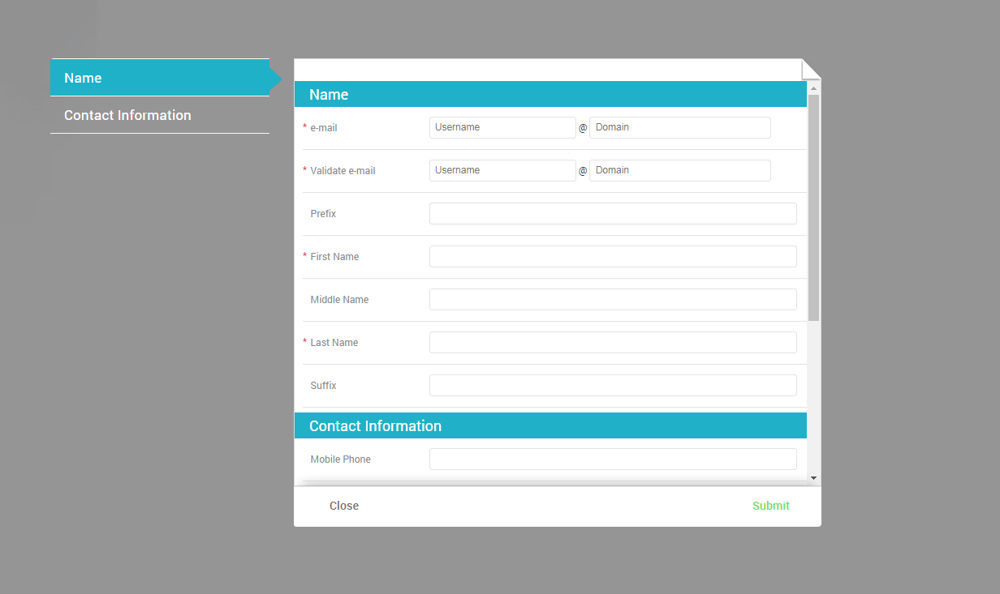 Name
Contact Information
Name
* e-mail Username @ Domain
* Validate e-mail Username @ Domain
Prefix
* First Name
Middle Name
* Last Name
Suffix
Contact Information
Mobile Phone
Close Submit